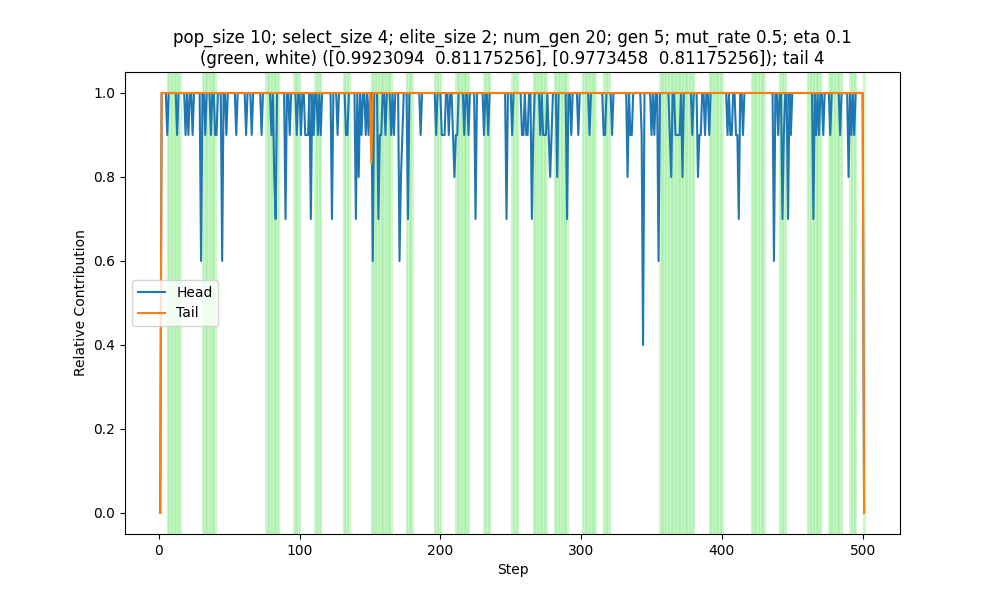 pop_size 10; select_size 4; elite_size 2; num_gen 20; gen 5; mut_rate 0.5; eta 0.1
(green, white) ([0.9923094  0.81175256], [0.9773458  0.81175256]); tail 4
1.0
0.8
0.6
0.4
0.2
0.0
Relative Contribution
Head
Tail
0
100
200
300
400
500
Step